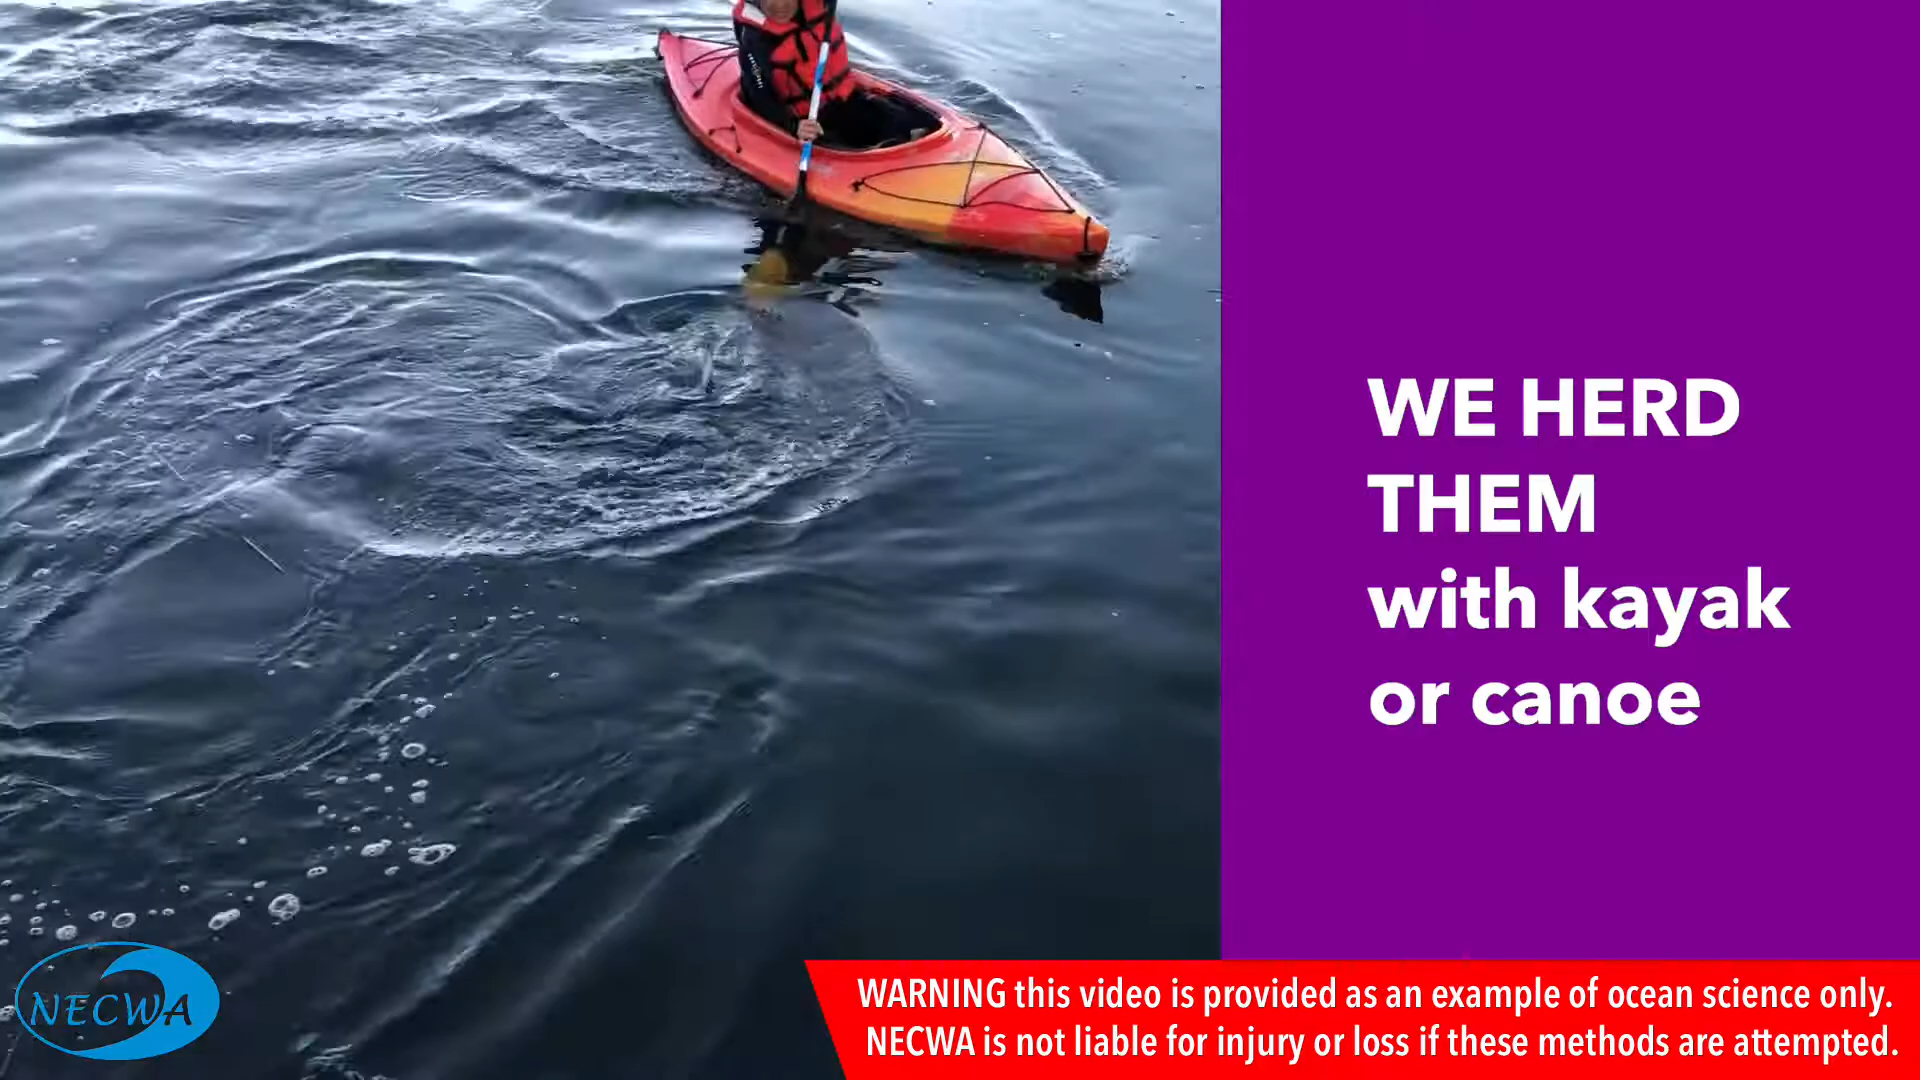 WE HERD
THEM
with kayak
or canoe
NECWA
WARNING this video is provided as an example of ocean science only.
NECWA is not liable for injury or loss if these methods are attempted.